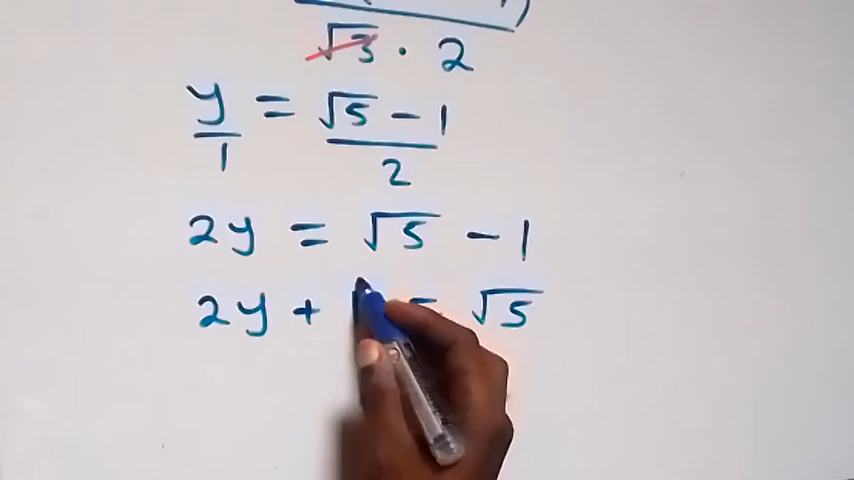 √3 · 2
y/1 = (√5 - 1)/2
2y = √5 - 1
2y + = √5